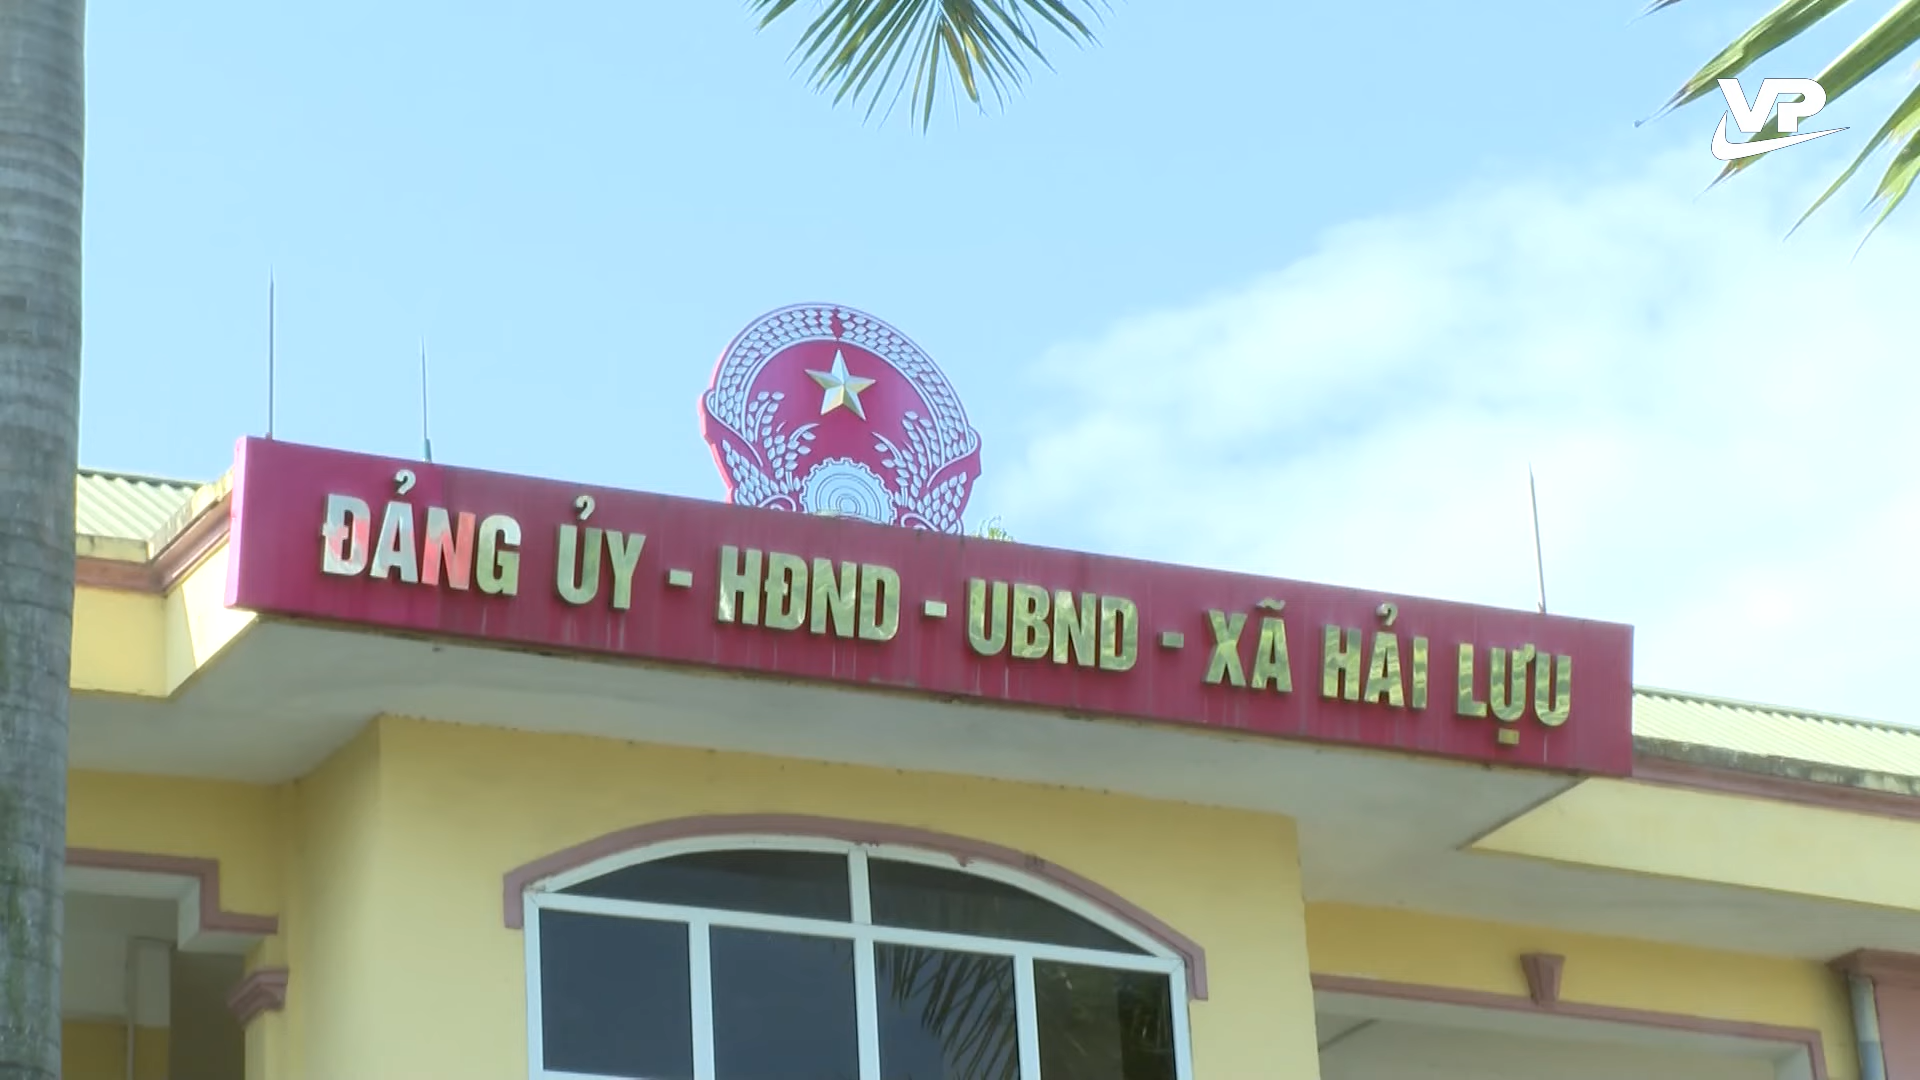 VP
ĐẢNG ỦY - HĐND - UBND - XÃ HẢI LỰU